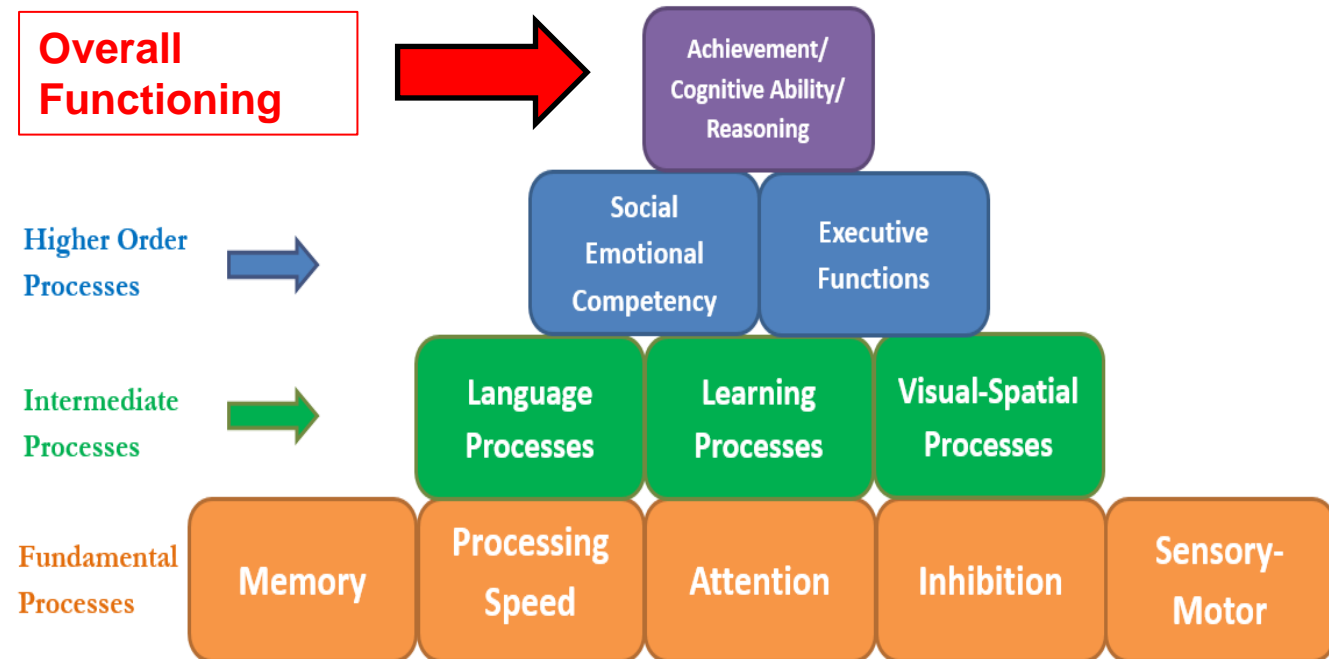 Overall
Functioning
Achievement/
Cognitive Ability/
Reasoning
Higher Order
Processes
Social
Emotional
Competency
Executive
Functions
Intermediate
Processes
Language
Processes
Learning
Processes
Visual-Spatial
Processes
Fundamental
Processes
Memory
Processing
Speed
Attention
Inhibition
Sensory-
Motor